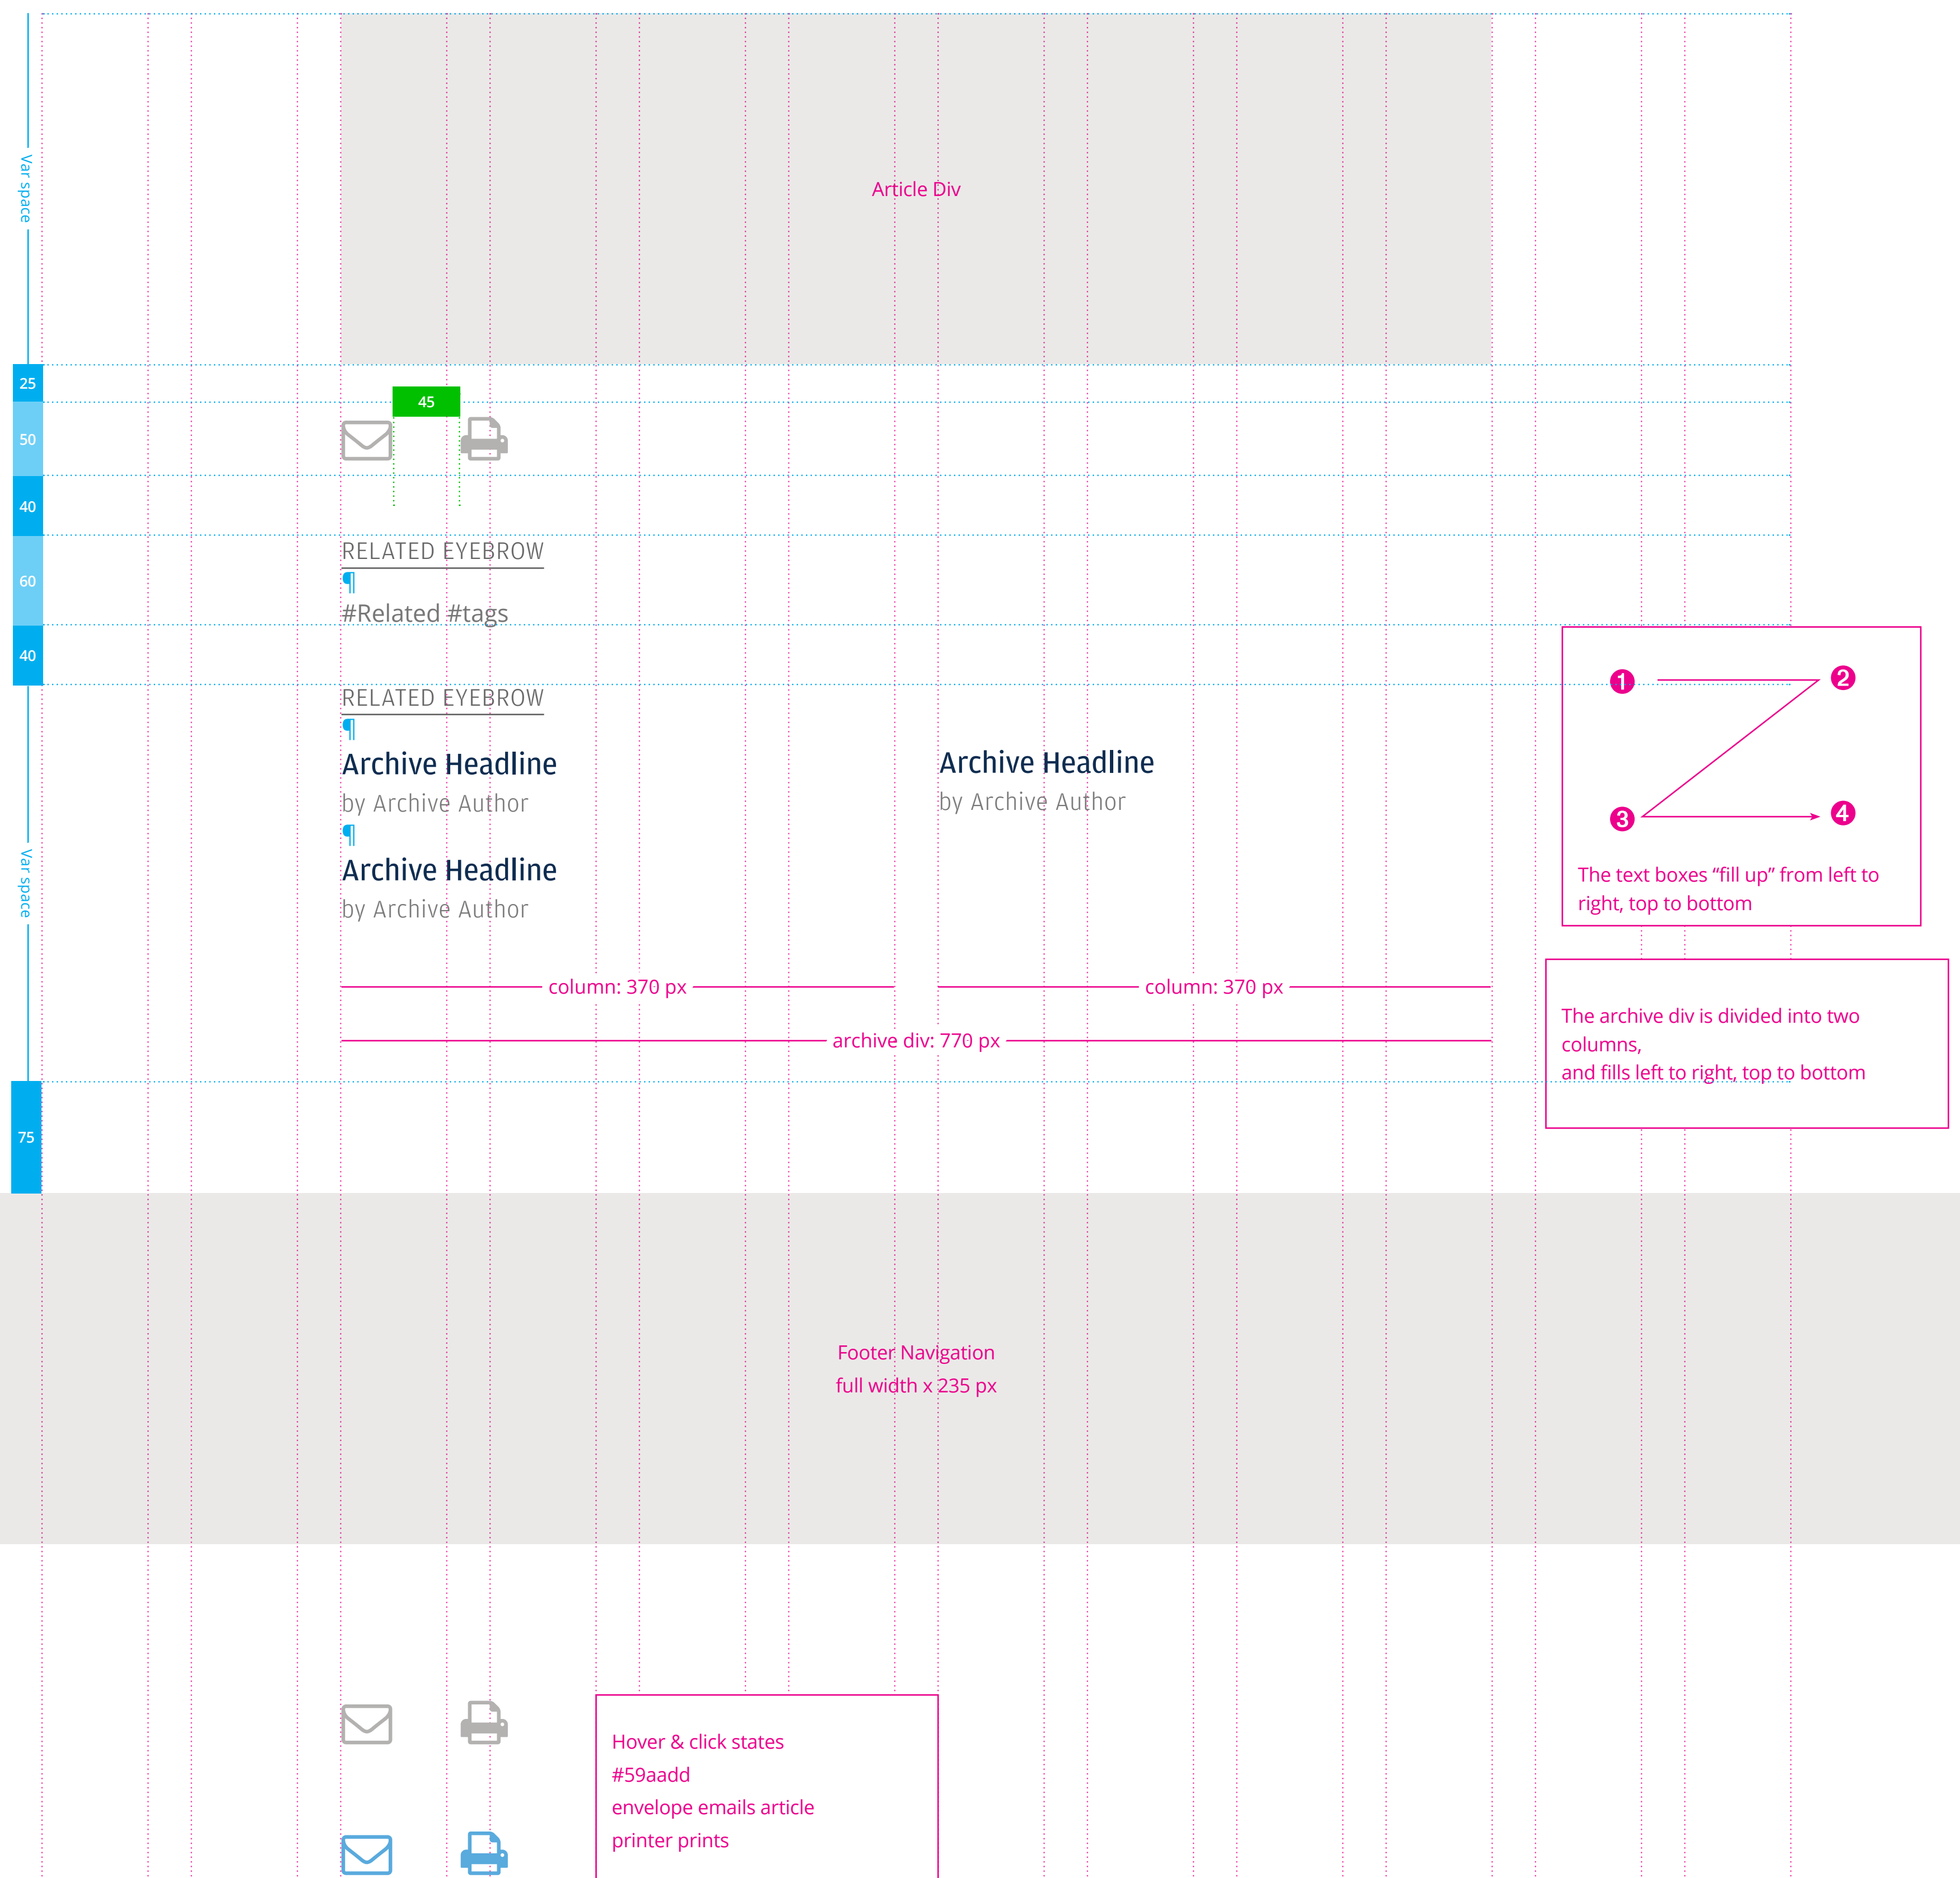 Var space
Article Div
25
45
50
40
RELATED EYEBROW
¶
60
#Related #tags
40
❶ ❷
RELATED EYEBROW
¶
Archive Headline
by Archive Author
Archive Headline
by Archive Author
¶
Archive Headline
by Archive Author
Var space
❸ ❹
The text boxes “fill up” from left to
right, top to bottom
column: 370 px
column: 370 px
archive div: 770 px
The archive div is divided into two
columns,
and fills left to right, top to bottom
75
Footer Navigation
full width x 235 px
Hover & click states
#59aadd
envelope emails article
printer prints